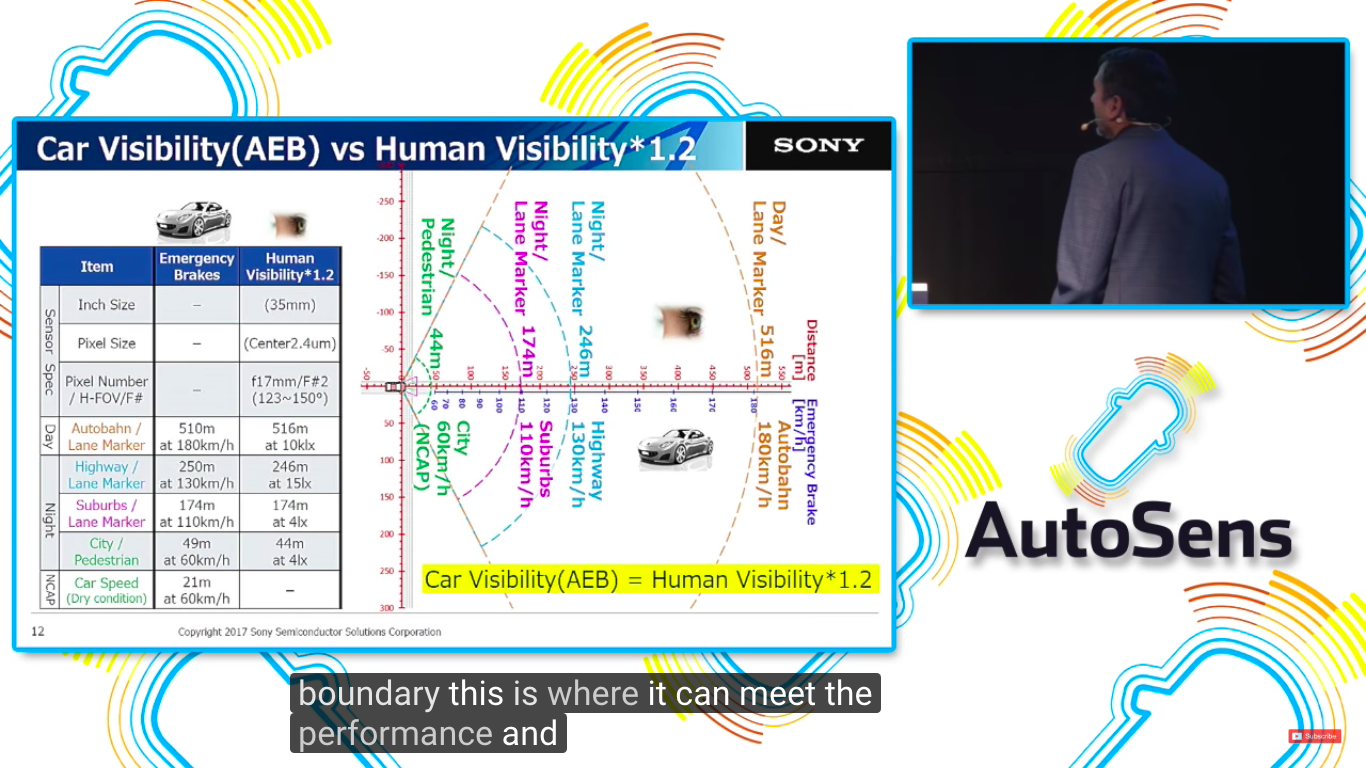 Car Visibility(AEB) vs Human Visibility*1.2
SONY
Item
Emergency
Brakes
Human
Visibility*1.2
Sensor Spec
Inch Size
–
(35mm)
Pixel Size
–
(Center2.4um)
Pixel Number
/ H-FOV/F#
–
f17mm/F#2
(123~150°)
Day
Autobahn /
Lane Marker
510m
at 180km/h
516m
at 10klx
Night
Highway /
Lane Marker
250m
at 130km/h
246m
at 15lx
Suburbs /
Lane Marker
174m
at 110km/h
174m
at 4lx
City /
Pedestrian
49m
at 60km/h
44m
at 4lx
NCAP
Car Speed
(Dry condition)
21m
at 60km/h
–
-250
-200
-150
-100
-50
50
100
150
200
250
300
Night/
Pedestrian 44m
Night/
Lane Marker 174m
Night/
Lane Marker 246m
Day/
Lane Marker 516m
Distance
[m]
-50
100
150
200
300
350
400
450
500
550
60
70
80
90
100
110
120
130
140
150
160
170
180
Emergency Brake
[km/h]
City
60km/h
(NCAP)
Suburbs
110km/h
Highway
130km/h
Autobahn
180km/h
Car Visibility(AEB) = Human Visibility*1.2
12
Copyright 2017 Sony Semiconductor Solutions Corporation
AutoSens
boundary this is where it can meet the
performance and
Subscribe